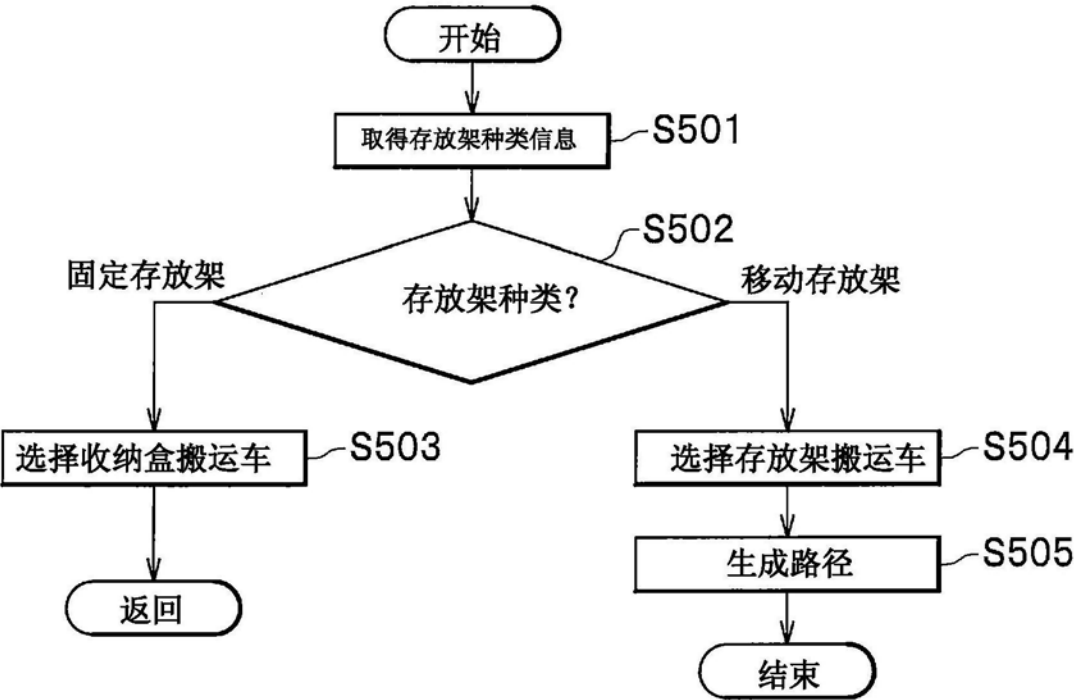 开始
取得存放架种类信息
S501
S502
固定存放架
存放架种类?
移动存放架
选择收纳盒搬运车
S503
选择存放架搬运车
S504
生成路径
S505
返回
结束